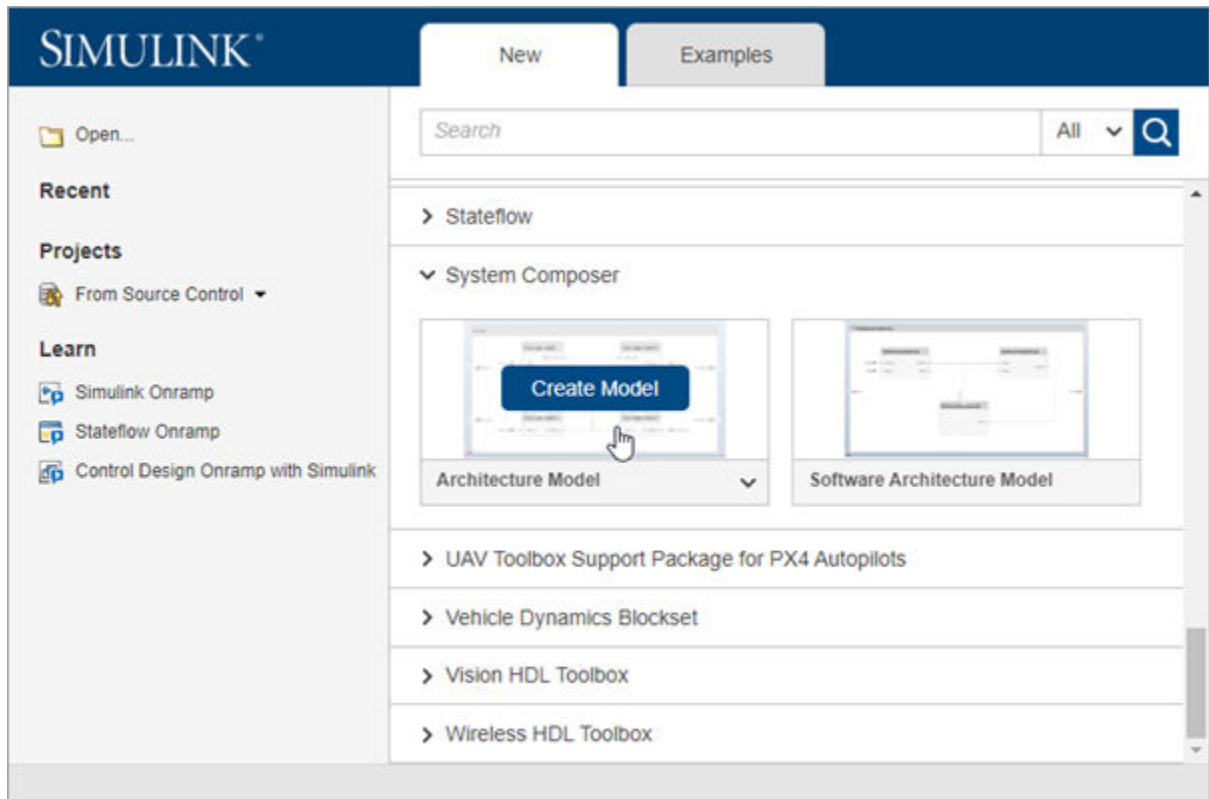 SIMULINK®
New
Examples
Open...
Recent
Projects
From Source Control
Learn
Simulink Onramp
Stateflow Onramp
Control Design Onramp with Simulink
Search
All
Stateflow
System Composer
Create Model
Architecture Model
Software Architecture Model
UAV Toolbox Support Package for PX4 Autopilots
Vehicle Dynamics Blockset
Vision HDL Toolbox
Wireless HDL Toolbox